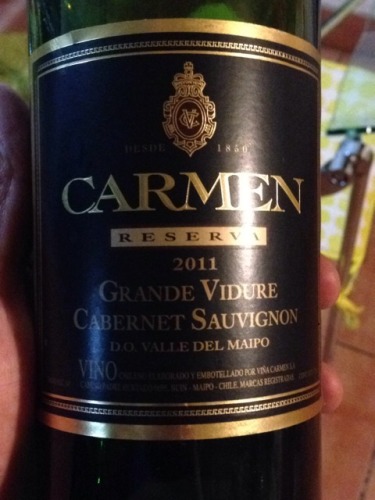 DESDE 1850
CARMEN
RESERVA
2011
GRANDE VIDURE
CABERNET SAUVIGNON
D.O. VALLE DEL MAIPO
VINO Y EMBOTELLADO POR VIÑA CARMEN S.A.
MAIPO - CHILE. MARCAS REGISTRADAS